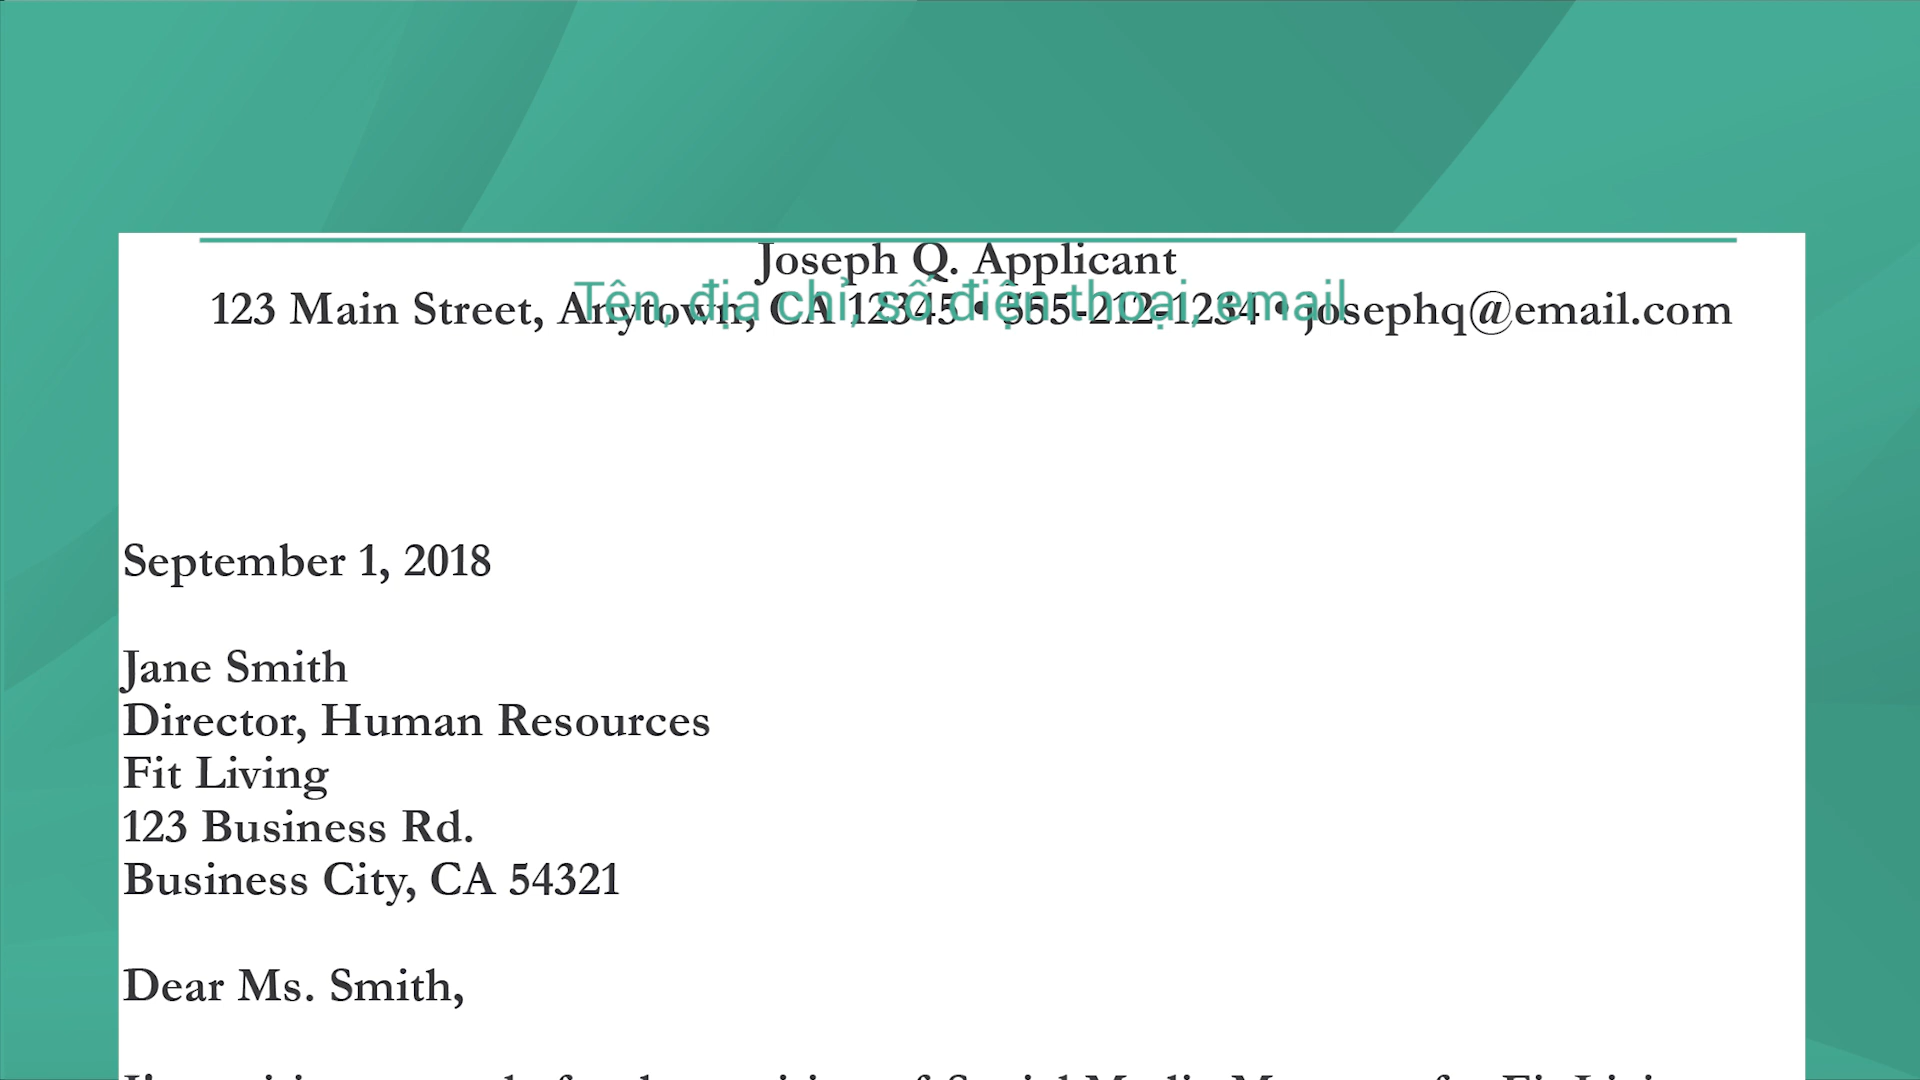 Joseph Q. Applicant
123 Main Street, Anytown, CA 12345 • 555-212-1234 • josephq@email.com
Tên, địa chỉ, số điện thoại, email
September 1, 2018
Jane Smith
Director, Human Resources
Fit Living
123 Business Rd.
Business City, CA 54321
Dear Ms. Smith,